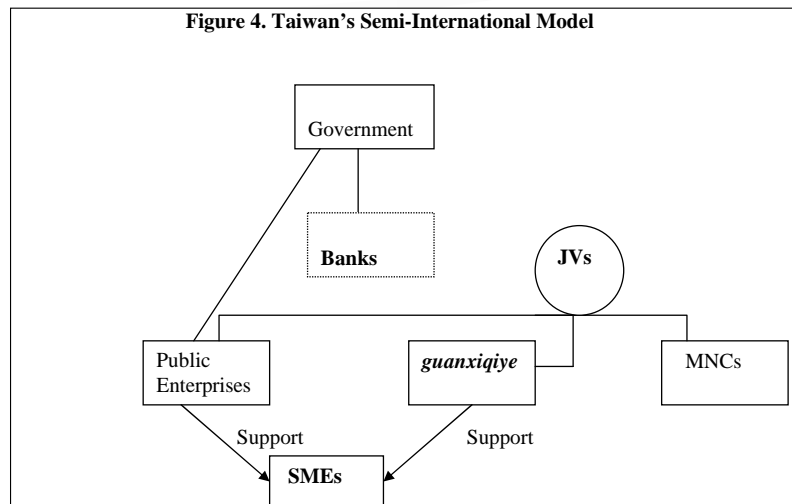 Figure 4. Taiwan's Semi-International Model
Government
Banks
JVs
Public
Enterprises
guanxiqiye
MNCs
Support
Support
SMEs